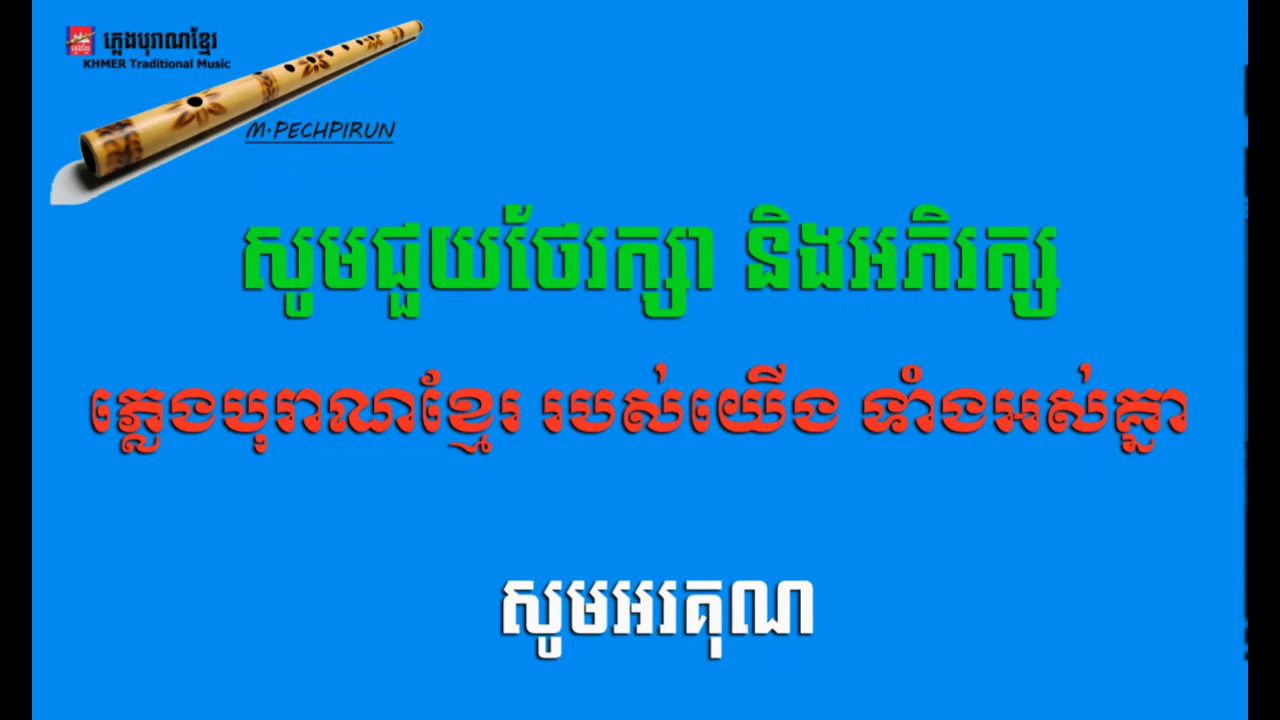 ភ្លេងបុរាណខ្មែរ
KHMER Traditional Music
M.PECHPIRUN
សូមជួយថែរក្សា និងអភិរក្ស
ភ្លេងបុរាណខ្មែរ របស់យើង ទាំងអស់គ្នា
សូមអរគុណ